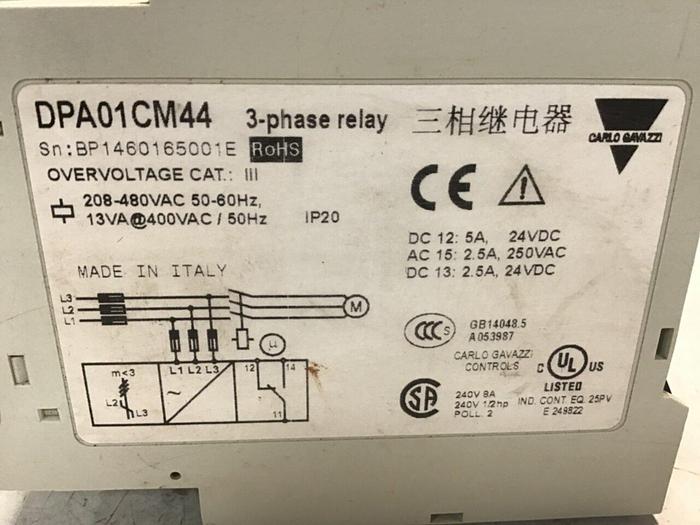 DPA01CM44 3-phase relay 三相继电器
CARLO GAVAZZI
Sn:BP1460165001E RoHS
OVERVOLTAGE CAT.: III
208-480VAC 50-60Hz,
13VA@400VAC / 50Hz IP20
CE
DC 12: 5A, 24VDC
AC 15: 2.5A, 250VAC
DC 13: 2.5A, 24VDC
MADE IN ITALY
L3
L2
L1
M
μ
m<3
L2
L3
L1 L2 L3
12 14
11
CCC S
GB14048.5
A053987
CARLO GAVAZZI
CONTROLS
C UL US
LISTED
IND. CONT. EQ. 25PV
E 249822
SA
240V 8A
240V 1/2hp
POLL. 2